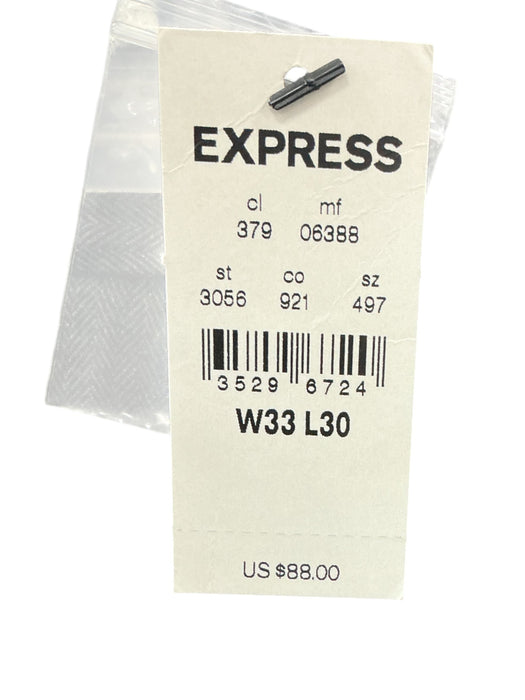 EXPRESS
cl mf
379 06388
st co sz
3056 921 497
3529 6724
W33 L30
US $88.00